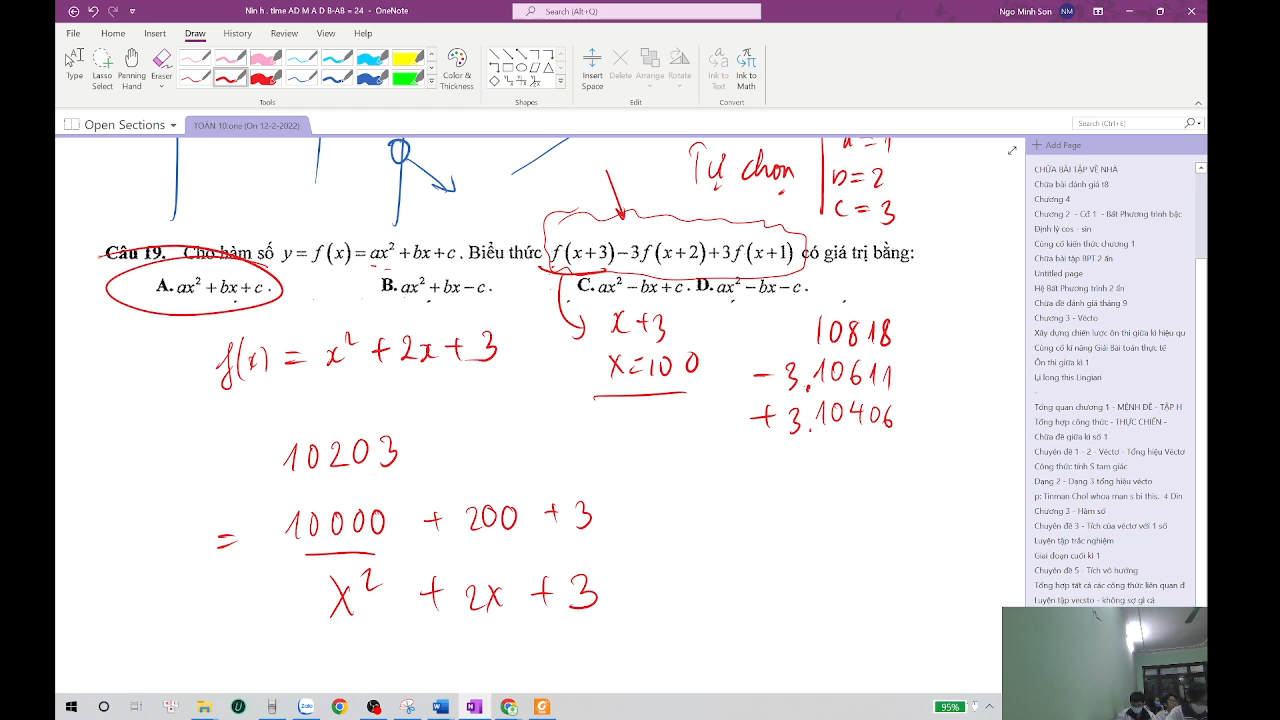 Nin h . time AD M A D B-AB = 24 - OneNote
Search (Alt+Q)
Ngo Minh Son NM
File Home Insert Draw History Review View Help
Type
Lasso Select
Panning Hand
Eraser
Color & Thickness
Insert Space
Delete
Arrange
Rotate
Ink to Text
Ink to Math
Tools Shapes Edit Convert
Open Sections
TOÁN 10.one (On 12-2-2022)
Search (Ctrl+E)
Tự chọn
a = 1
b = 2
c = 3
Câu 19. Cho hàm số y = f(x) = ax² + bx + c . Biểu thức f(x+3) − 3f(x+2) + 3f(x+1) có giá trị bằng:
A. ax² + bx + c . B. ax² + bx − c . C. ax² − bx + c . D. ax² − bx − c .
f(x) = x² + 2x + 3
x + 3
x = 100
10818
− 3.10611
+ 3.10406
10203
= 10000 + 200 + 3
x² + 2x + 3
Add Page
CHỮA BÀI TẬP VỀ NHÀ
Chữa bài đánh giá t8
Chương 4
Chương 2 - Cđ 1 - Bất Phương trình bậc
Định lý cos - sin
Củng cố kiến thức chương 1
Chữa bài tập BPT 2 ẩn
Untitled page
Hệ Bất Phương trình 2 ẩn
Chữa đề đánh giá tháng 9
Chương 3 - Véctơ
Xây dựng chiến lược ôn thi giữa kì hiệu qu
Củng cố kĩ năng Giải Bài toán thực tế
Ôn thi giữa kì 1
Lị long this Lingiari
Tổng quan chương 1 - MỆNH ĐỀ - TẬP H
Tổng hợp công thức - THỰC CHIẾN -
Chữa đề giữa kì số 1
Chuyên đề 1 - 2 - Véctơ - Tổng hiệu Véctơ
Công thức tính S tam giác
Dạng 2 - Dạng 3 tổng hiệu véctơ
p: Tinman Chol whoa man s bi this. 4 Din
Chương 3 - Hàm số
Chuyên đề 3 - Tích của véctơ với 1 số
Luyện tập trắc nghiệm
Giai đoạn cuối kì 1
Chuyên đề 5 - Tích vô hướng
Tổng hợp tất cả các công thức liên quan đ
Luyện tập vecsto - không sợ gì cả
95%